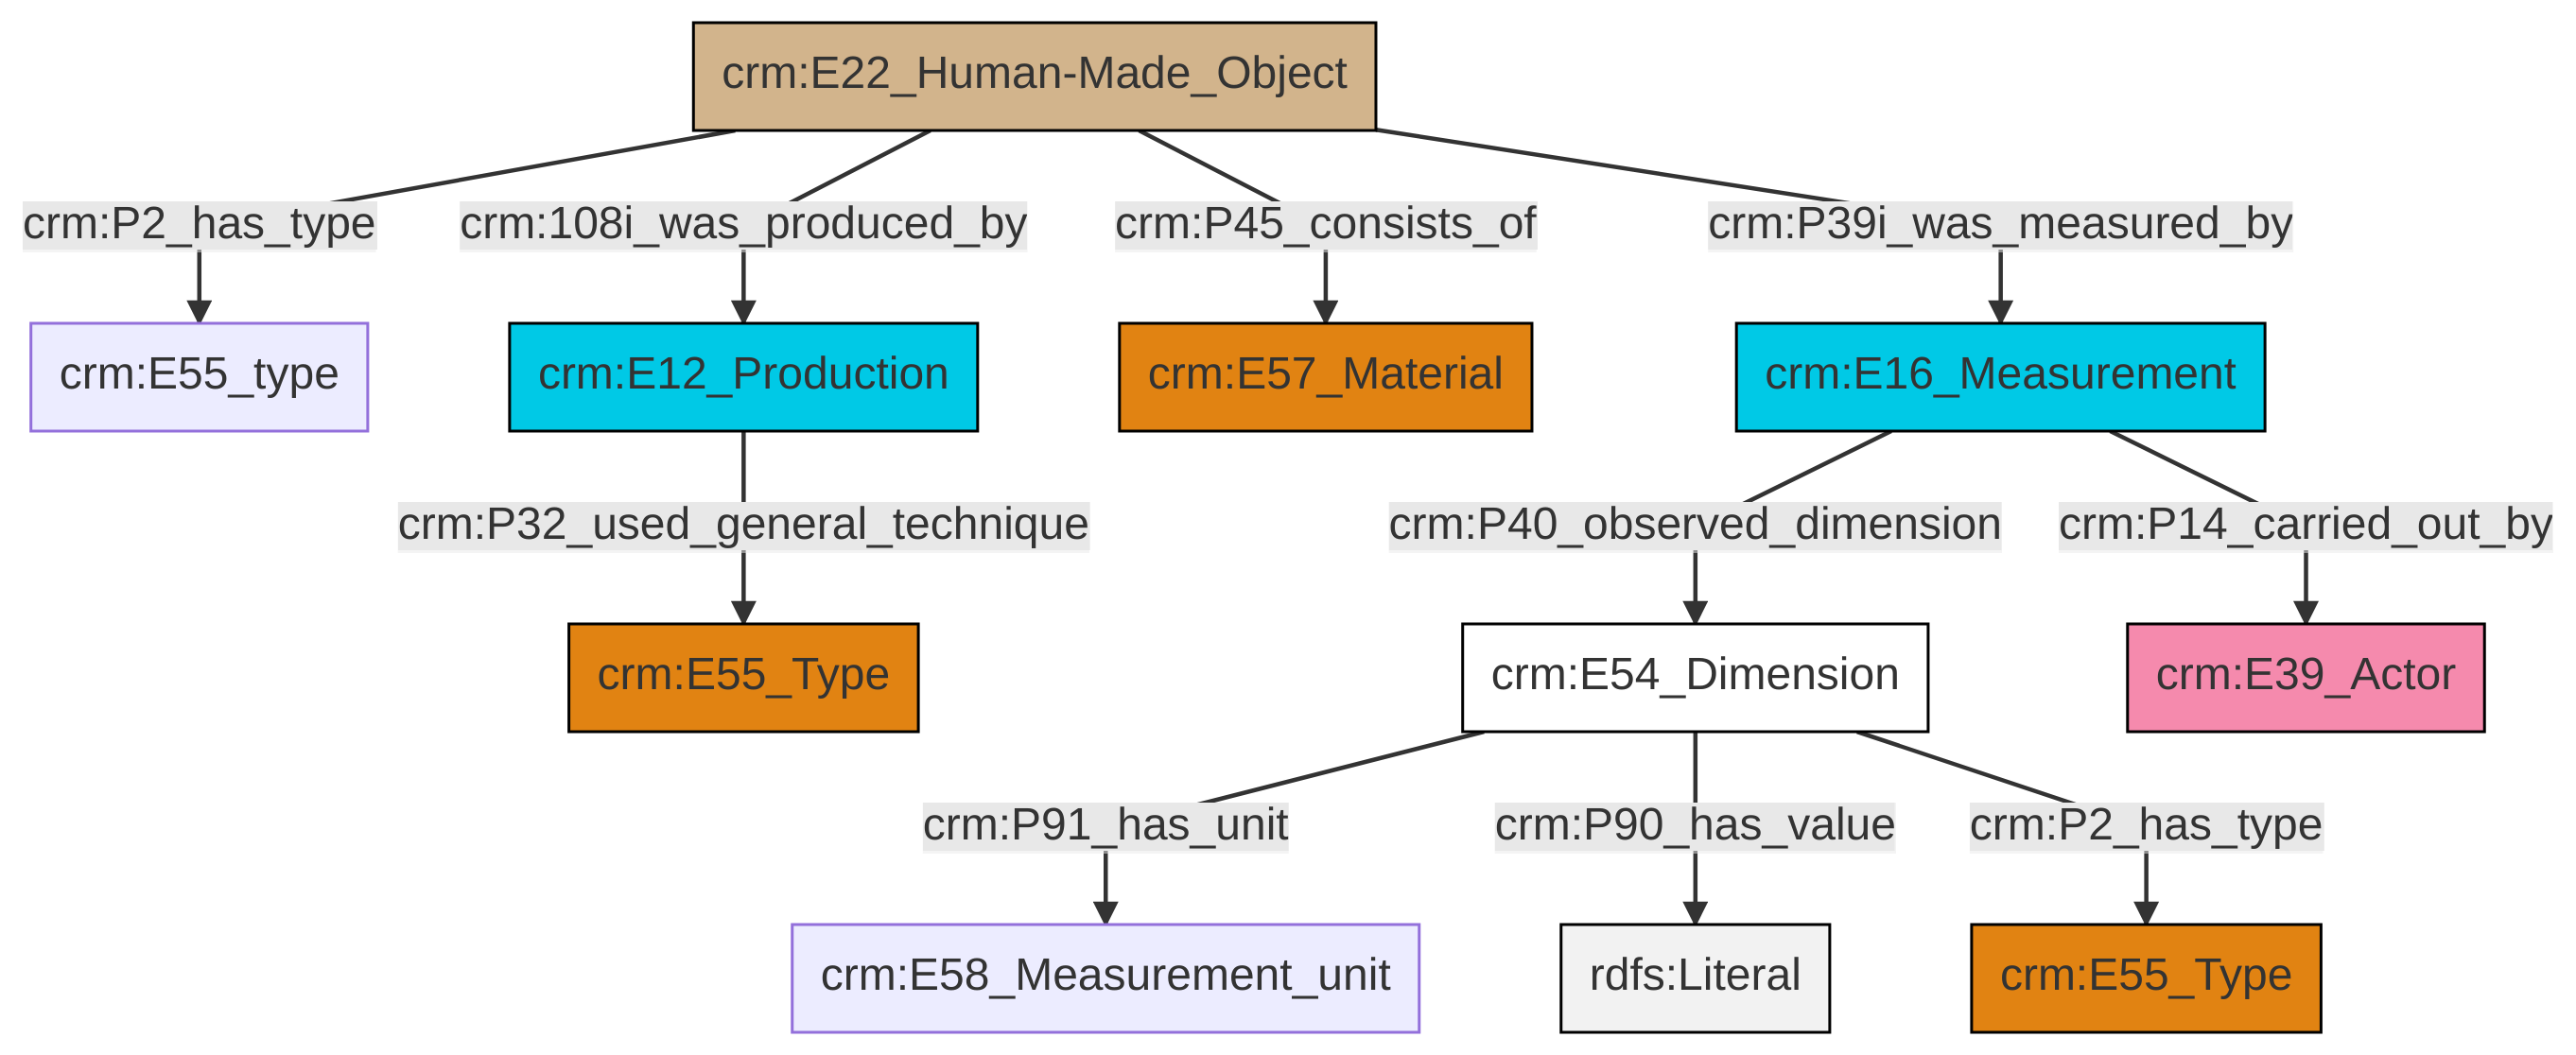 crm:E22_Human-Made_Object
crm:P2_has_type
crm:108i_was_produced_by
crm:P45_consists_of
crm:P39i_was_measured_by
crm:E55_type
crm:E12_Production
crm:E57_Material
crm:E16_Measurement
crm:P32_used_general_technique
crm:P40_observed_dimension
crm:P14_carried_out_by
crm:E55_Type
crm:E54_Dimension
crm:E39_Actor
crm:P91_has_unit
crm:P90_has_value
crm:P2_has_type
crm:E58_Measurement_unit
rdfs:Literal
crm:E55_Type